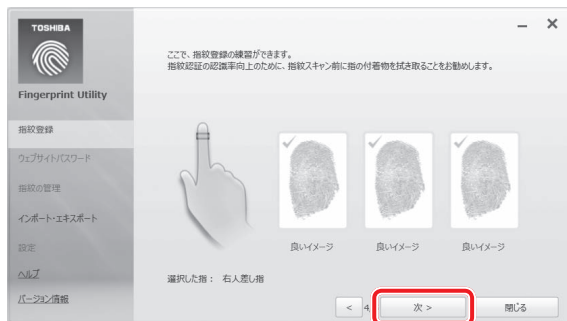 TOSHIBA
Fingerprint Utility
指紋登録
ウェブサイトパスワード
指紋の管理
インポート・エキスポート
設定
ヘルプ
バージョン情報
ここで、指紋登録の練習ができます。
指紋認証の認識率向上のために、指紋スキャン前に指の付着物を拭き取ることをお勧めします。
良いイメージ
良いイメージ
良いイメージ
選択した指： 右人差し指
< 4 次 > 閉じる